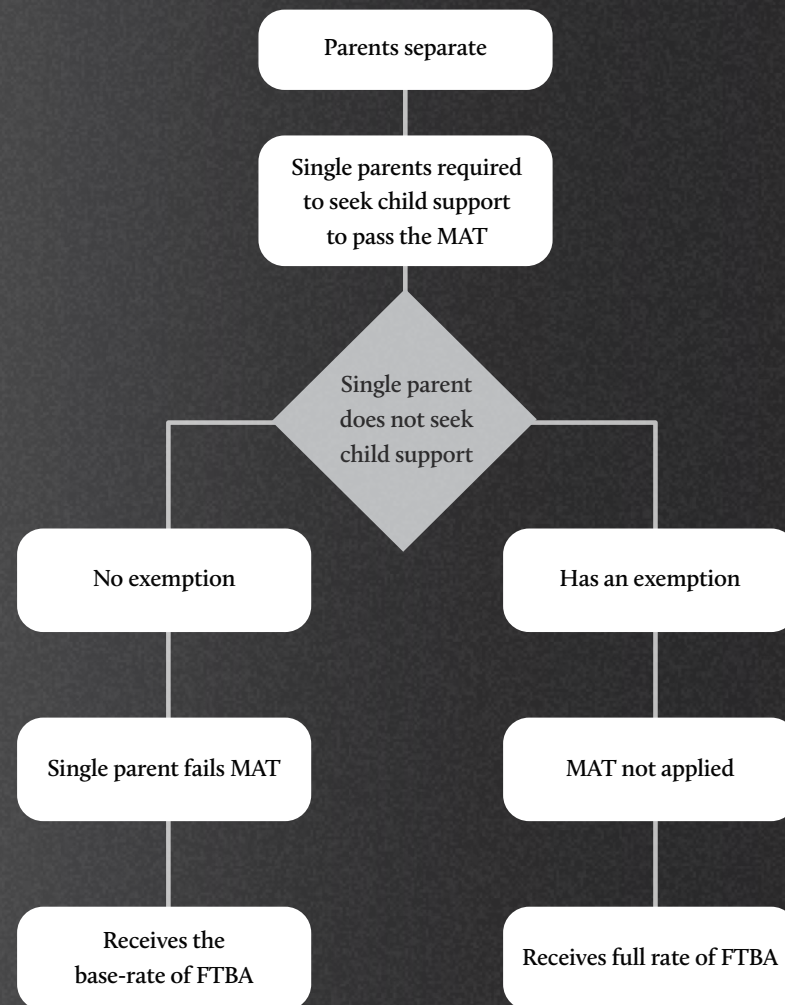 Parents separate
Single parents required
to seek child support
to pass the MAT
Single parent
does not seek
child support
No exemption
Has an exemption
Single parent fails MAT
MAT not applied
Receives the
base-rate of FTBA
Receives full rate of FTBA